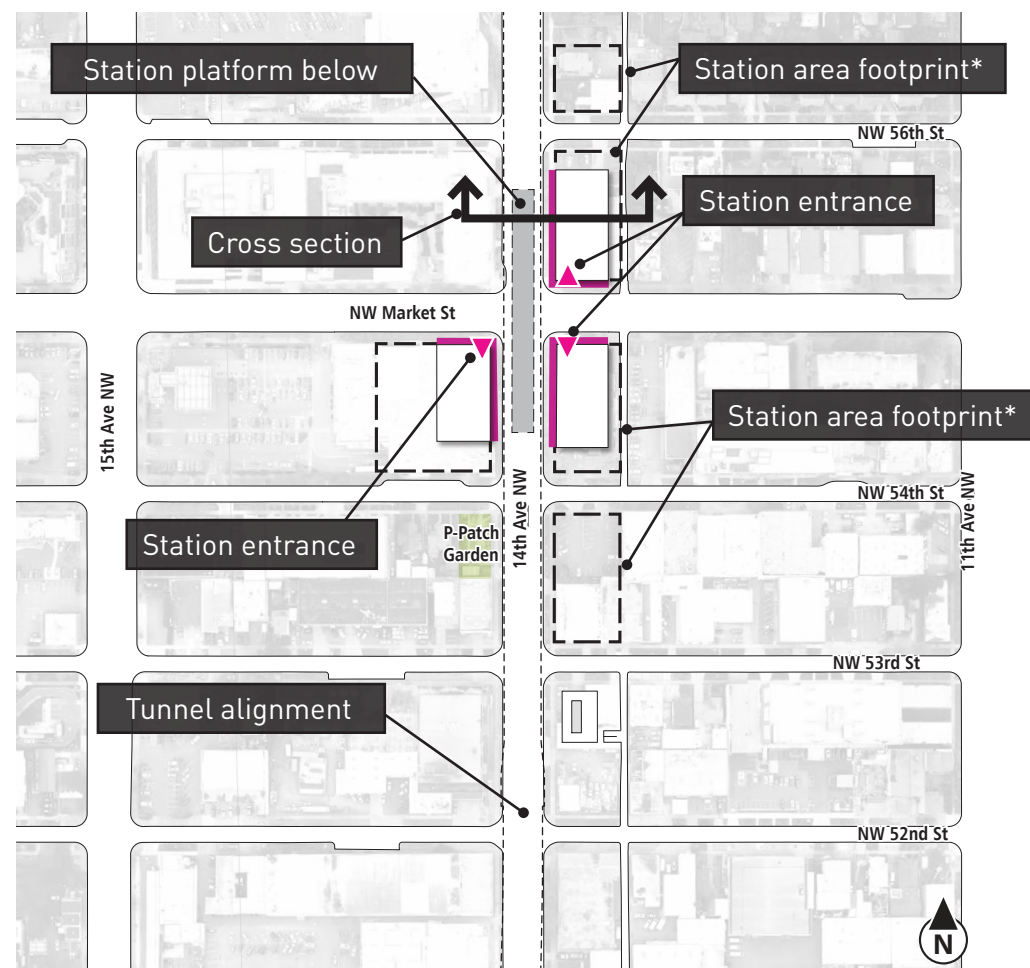 Station platform below
Station area footprint*
NW 56th St
Station entrance
Cross section
NW Market St
15th Ave NW
Station area footprint*
14th Ave NW
NW 54th St
11th Ave NW
Station entrance
P-Patch
Garden
NW 53rd St
Tunnel alignment
NW 52nd St
N